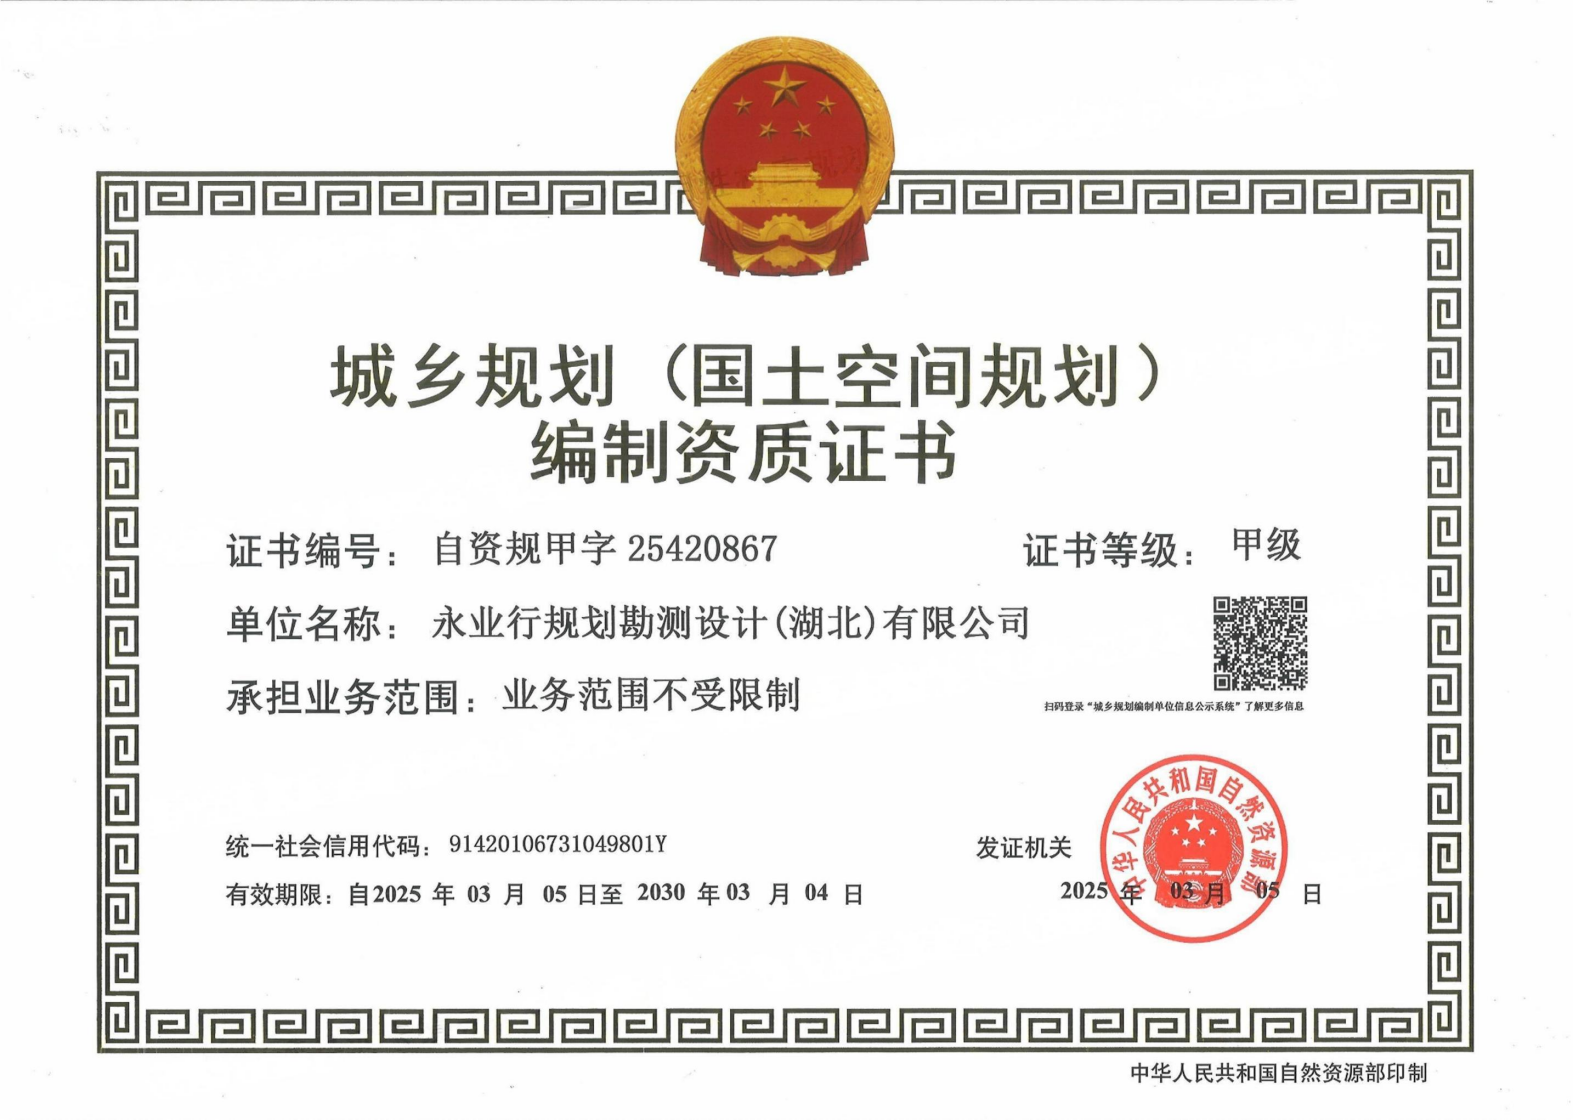 城乡规划（国土空间规划）
编制资质证书
证书编号： 自资规甲字 25420867
证书等级： 甲级
单位名称： 永业行规划勘测设计(湖北)有限公司
承担业务范围：业务范围不受限制
扫码登录“城乡规划编制单位信息公示系统”了解更多信息
统一社会信用代码： 91420106731049801Y
发证机关
中华人民共和国自然资源部
有效期限：自2025 年 03 月 05 日至 2030 年 03 月 04 日
2025 年 03 月 05 日
中华人民共和国自然资源部印制